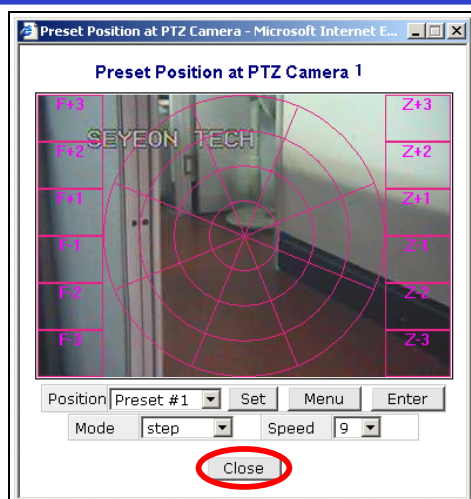 Preset Position at PTZ Camera - Microsoft Internet E...
Preset Position at PTZ Camera 1
F+3 Z+3
SEYEON TECH
F+2 Z+2
F+1 Z+1
F-1 Z-1
F-2 Z-2
F-3 Z-3
Position Preset #1 Set Menu Enter
Mode step Speed 9
Close